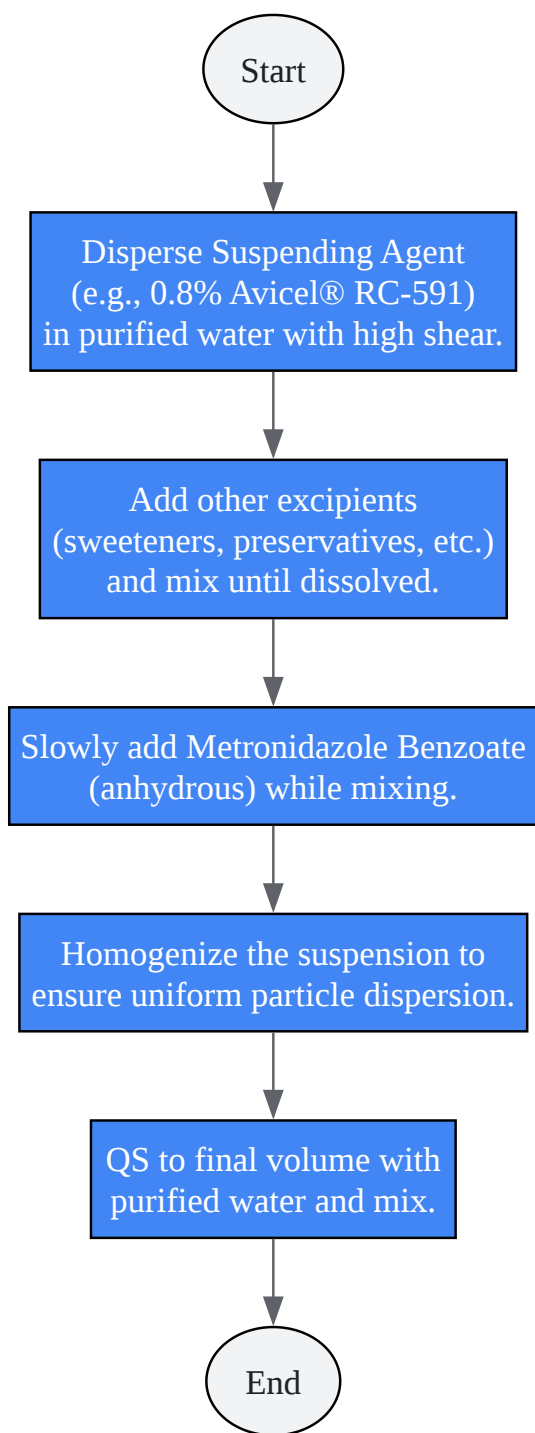 Start
Disperse Suspending Agent
(e.g., 0.8% Avicel® RC-591)
in purified water with high shear.
Add other excipients
(sweeteners, preservatives, etc.)
and mix until dissolved.
Slowly add Metronidazole Benzoate
(anhydrous) while mixing.
Homogenize the suspension to
ensure uniform particle dispersion.
QS to final volume with
purified water and mix.
End